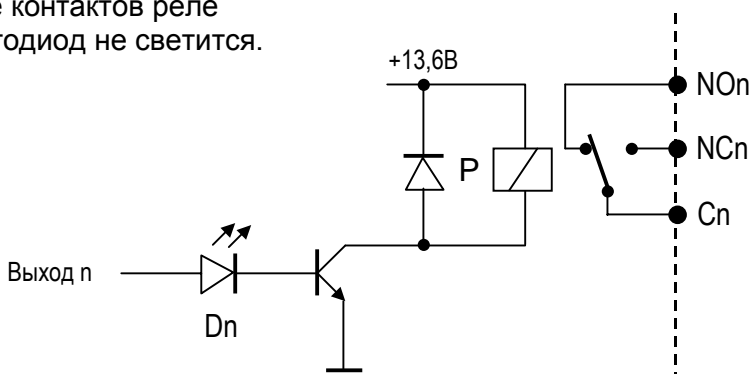 е контактов реле
тодиод не светится.
+13,6В
NOn
NCn
P
Cn
Выход n
Dn